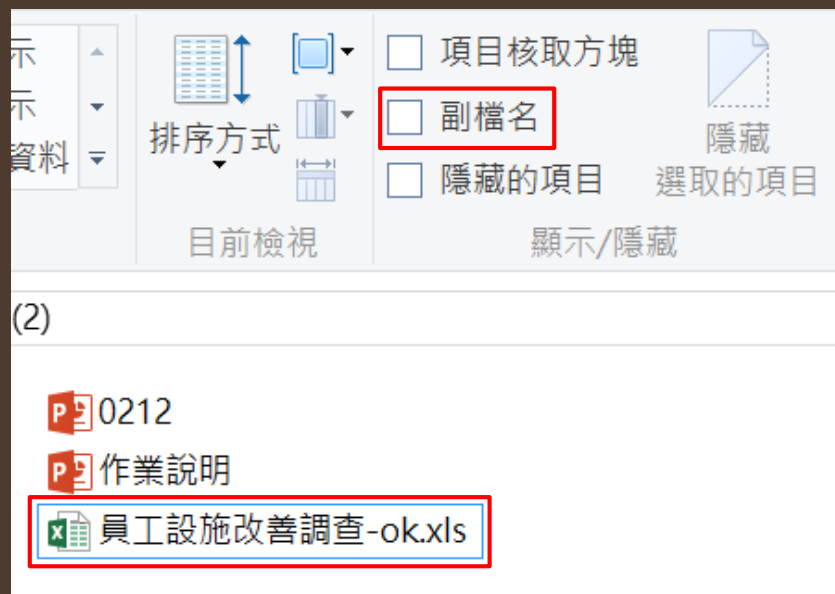 示
示
資料
排序方式
目前檢視
項目核取方塊
副檔名
隱藏的項目
隱藏
選取的項目
顯示/隱藏
(2)
0212
作業說明
員工設施改善調查-ok.xls